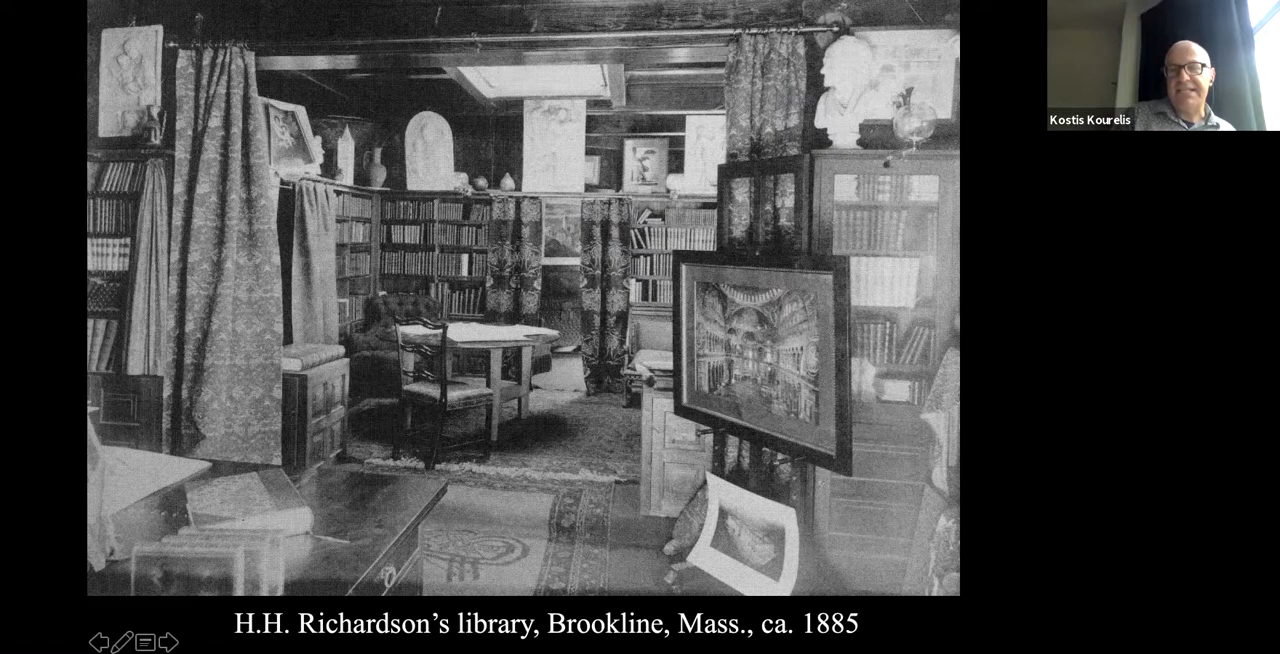 Kostis Kourelis
H.H. Richardson’s library, Brookline, Mass., ca. 1885